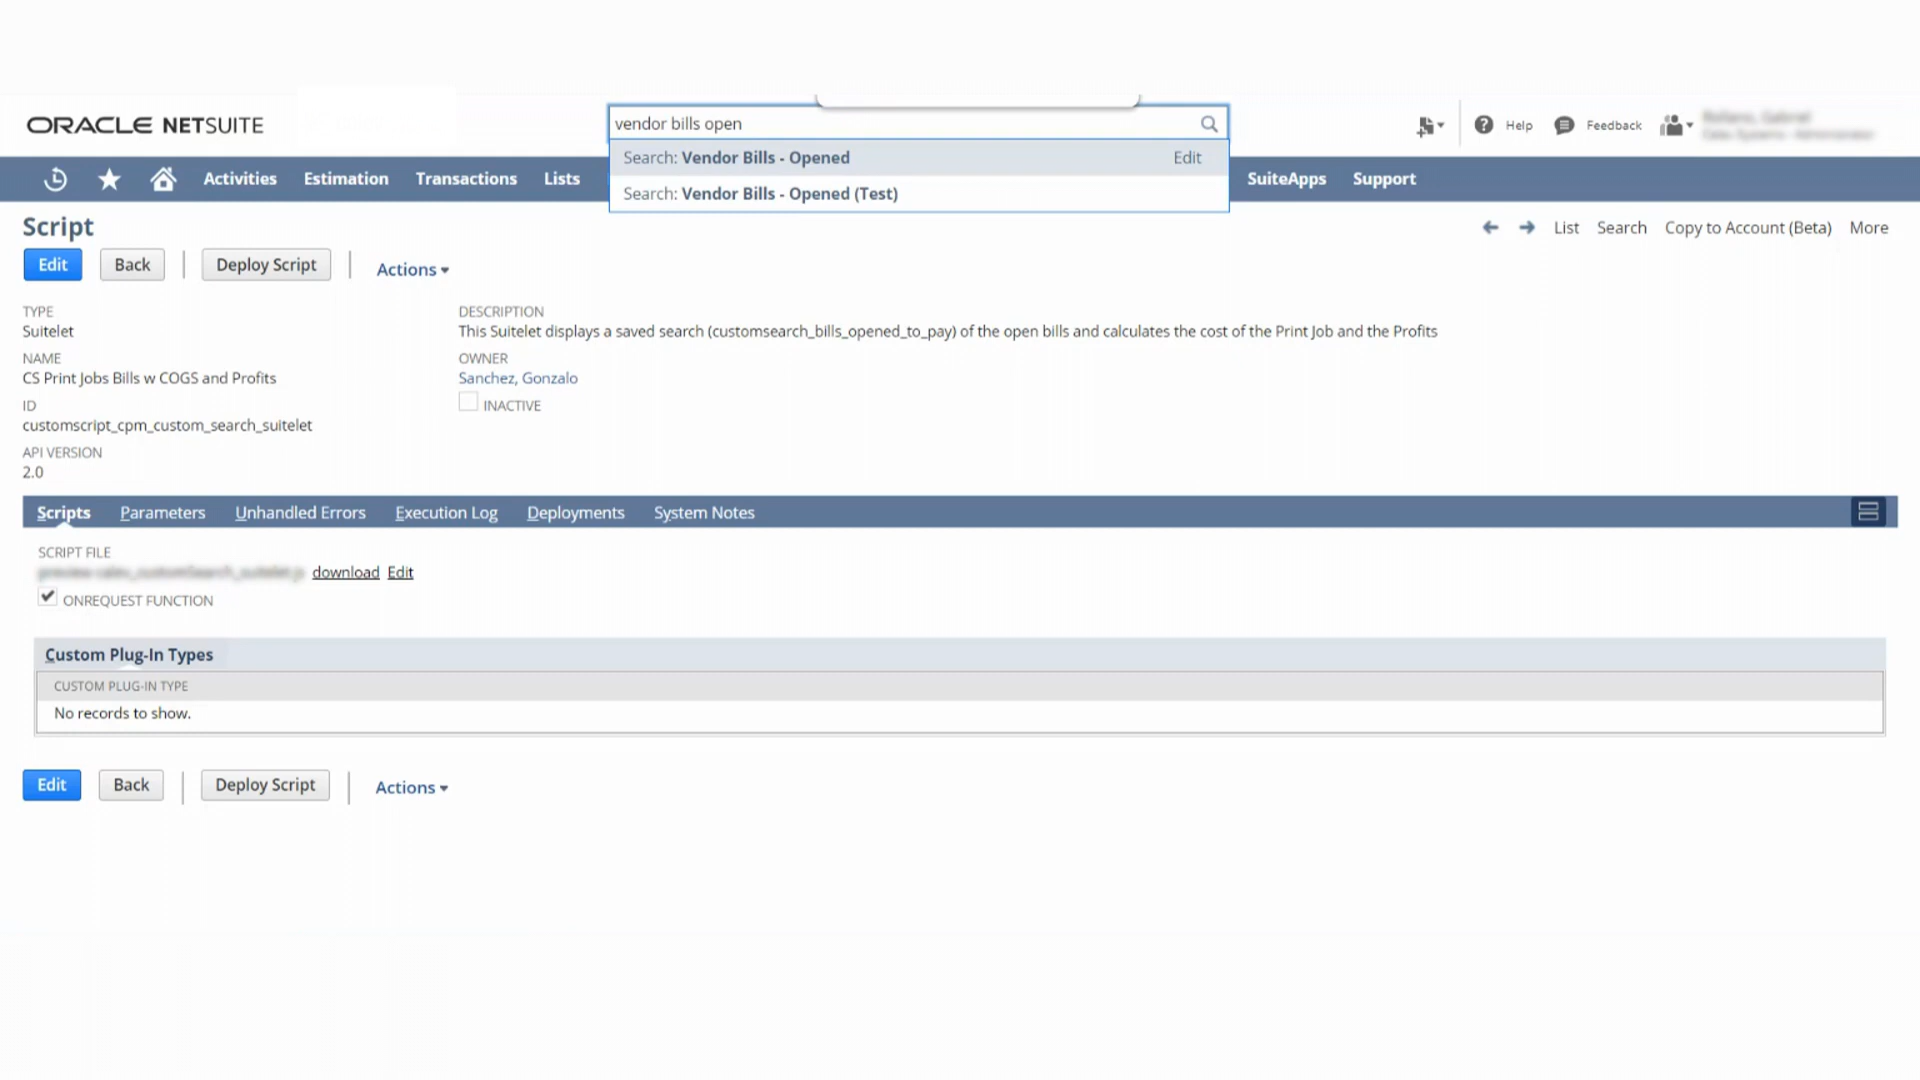 ORACLE NETSUITE
vendor bills open
Help
Feedback
Search: Vendor Bills - Opened Edit
Search: Vendor Bills - Opened (Test)
Activities Estimation Transactions Lists SuiteApps Support
Script
List Search Copy to Account (Beta) More
Edit Back Deploy Script Actions
TYPE
Suitelet
NAME
CS Print Jobs Bills w COGS and Profits
ID
customscript_cpm_custom_search_suitelet
API VERSION
2.0
DESCRIPTION
This Suitelet displays a saved search (customsearch_bills_opened_to_pay) of the open bills and calculates the cost of the Print Job and the Profits
OWNER
Sanchez, Gonzalo
INACTIVE
Scripts Parameters Unhandled Errors Execution Log Deployments System Notes
SCRIPT FILE
download Edit
ONREQUEST FUNCTION
Custom Plug-In Types
CUSTOM PLUG-IN TYPE
No records to show.
Edit Back Deploy Script Actions